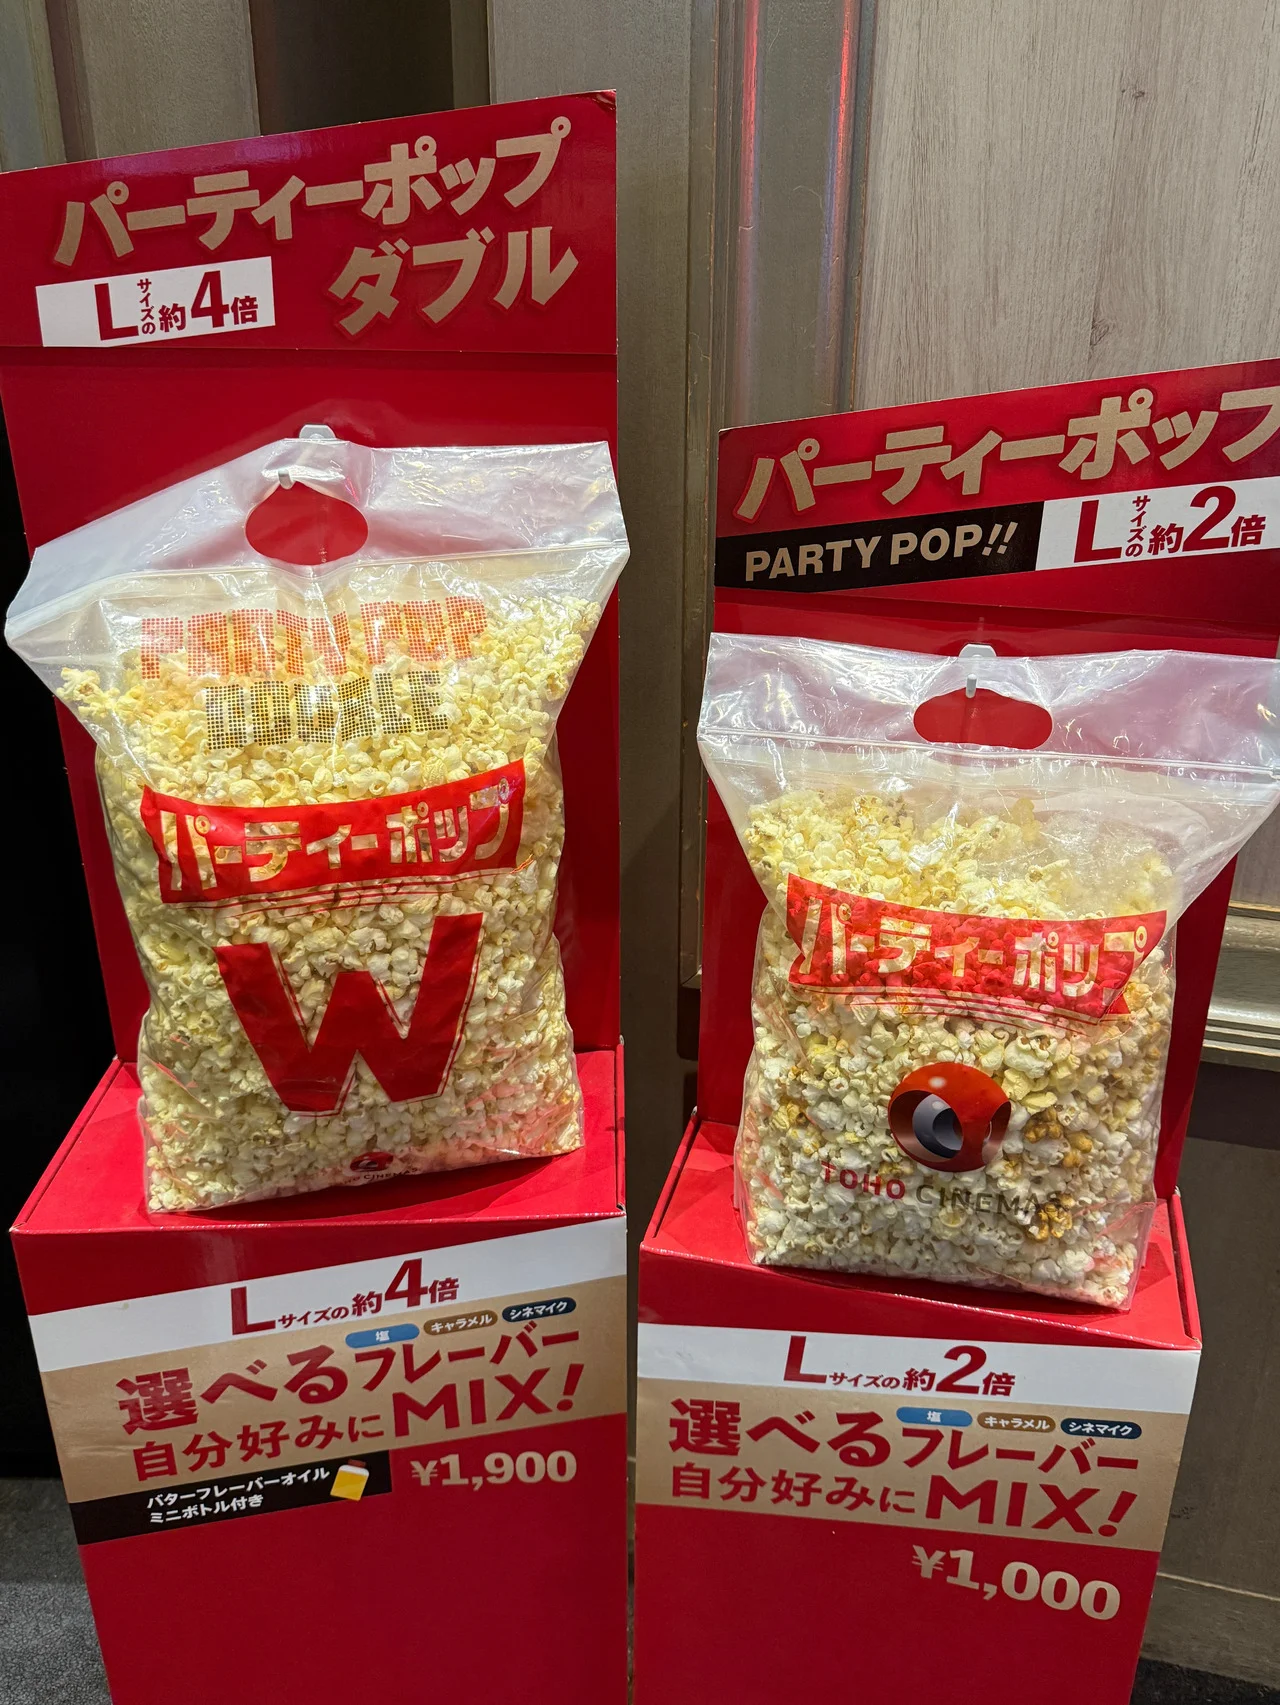 パーティーポップ
ダブル
Lサイズの約4倍
PARTY POP
DOUBLE
パーティーポップ
W
CINEMAS
Lサイズの約4倍
塩 キャラメル シネマイク
選べるフレーバー
自分好みにMIX!
バターフレーバーオイル
ミニボトル付き
¥1,900
パーティーポップ
PARTY POP!!
Lサイズの約2倍
パーティーポップ
TOHO CINEMAS
Lサイズの約2倍
塩 キャラメル シネマイク
選べるフレーバー
自分好みにMIX!
¥1,000